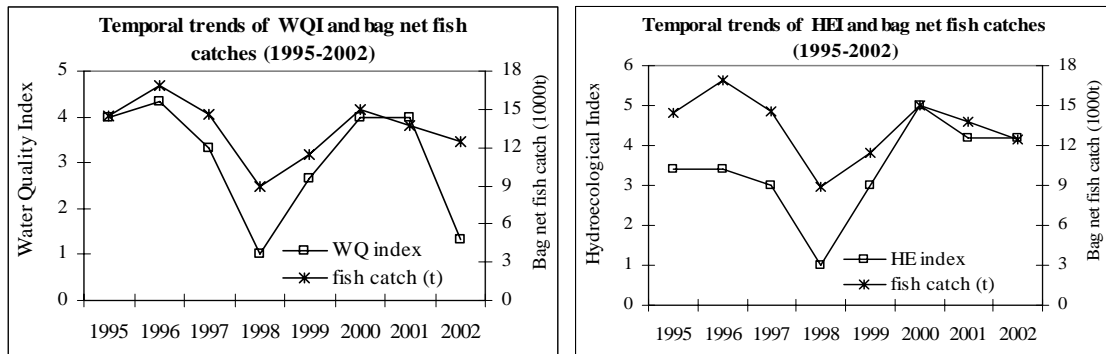 Temporal trends of WQI and bag net fish
catches (1995-2002)
Water Quality Index
5
4
3
2
1
0
18
15
12
9
6
3
0
Bag net fish catch (1000t)
WQ index
fish catch (t)
1995 1996 1997 1998 1999 2000 2001 2002
Temporal trends of HEI and bag net fish catches
(1995-2002)
Hydroecological Index
6
5
4
3
2
1
0
18
15
12
9
6
3
0
Bag net fish catch (1000t)
HE index
fish catch (t)
1995 1996 1997 1998 1999 2000 2001 2002